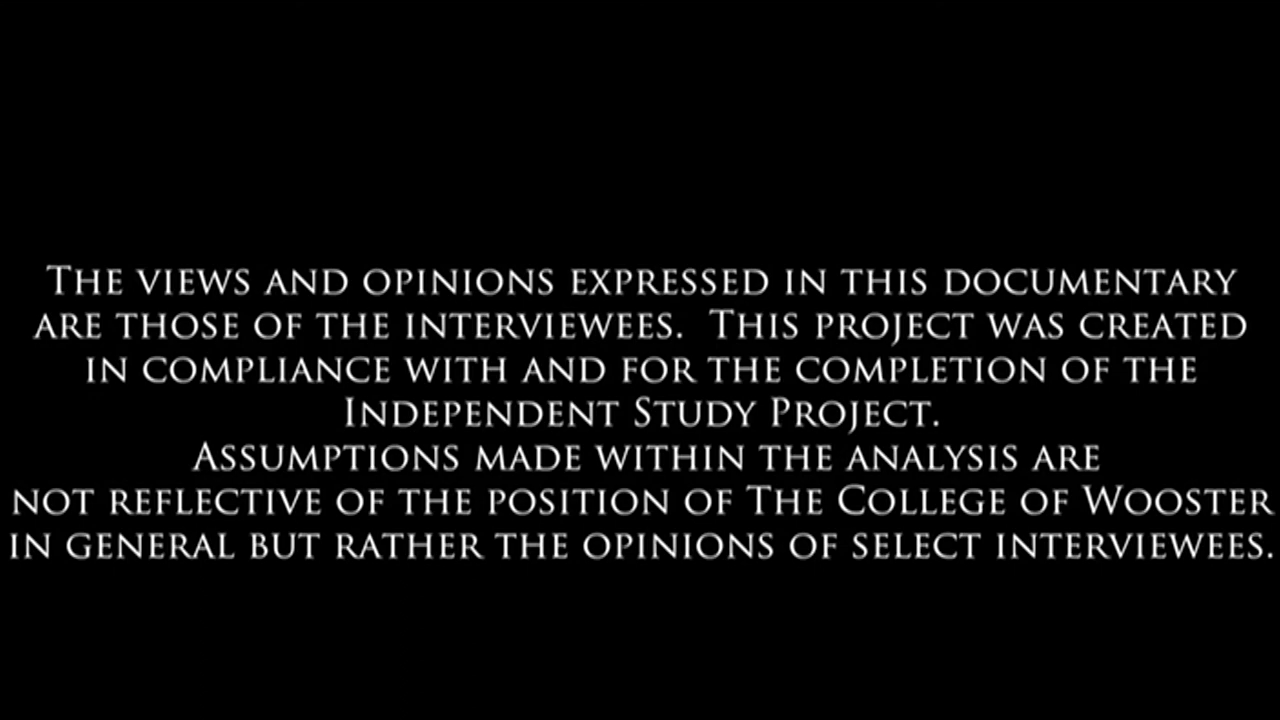 The views and opinions expressed in this documentary
are those of the interviewees.  This project was created
in compliance with and for the completion of the
Independent Study Project.
Assumptions made within the analysis are
not reflective of the position of The College of Wooster
in general but rather the opinions of select interviewees.